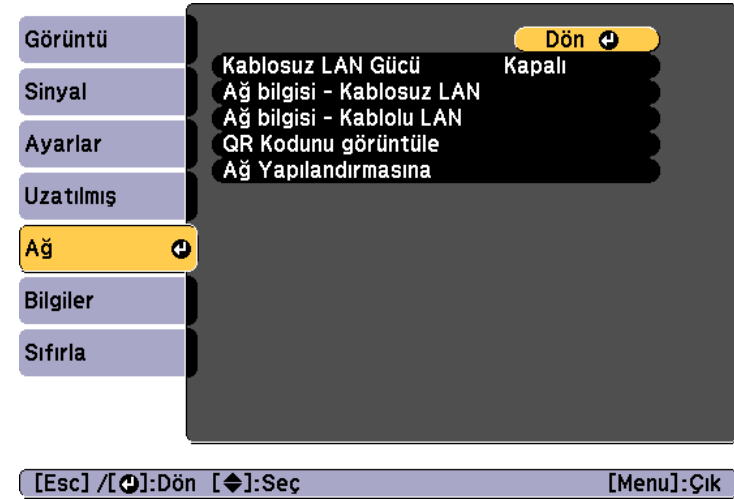 Görüntü
Sinyal
Ayarlar
Uzatılmış
Ağ
Bilgiler
Sıfırla
Dön
Kablosuz LAN Gücü Kapalı
Ağ bilgisi - Kablosuz LAN
Ağ bilgisi - Kablolu LAN
QR Kodunu görüntüle
Ağ Yapılandırmasına
[Esc] /[⏎]:Dön [◆]:Seç [Menu]:Çık